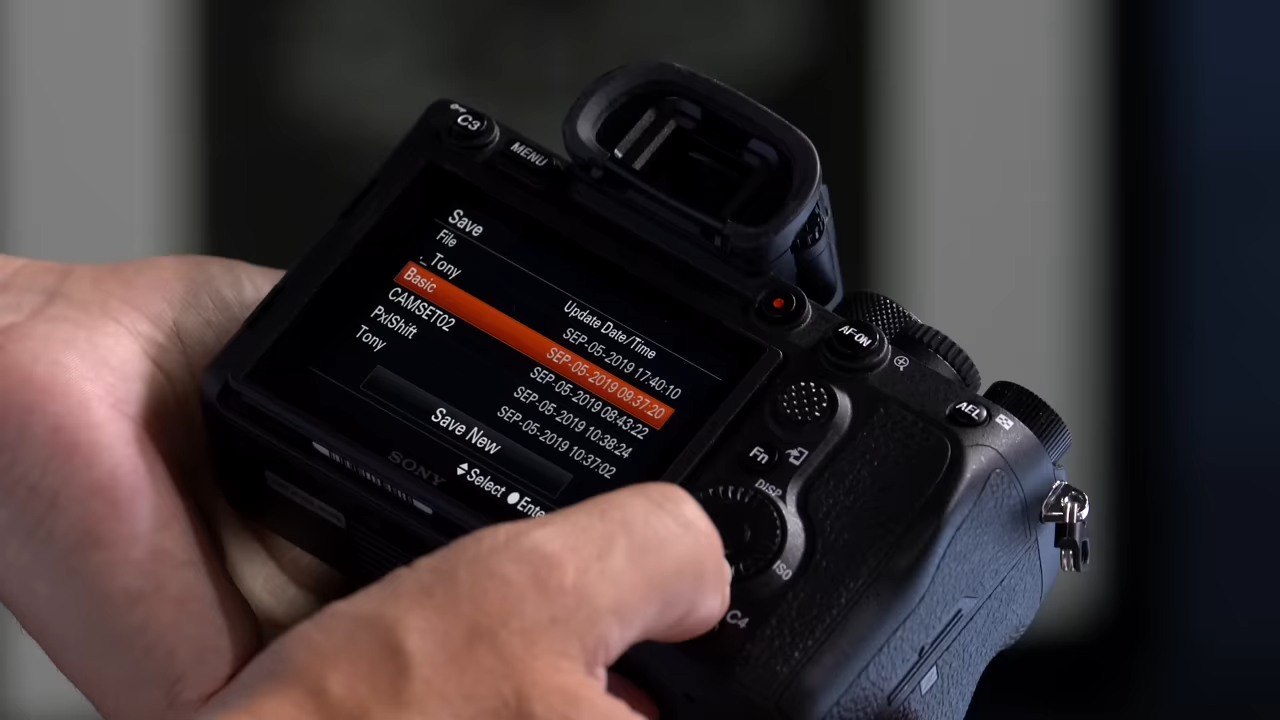 C3
MENU
Save
File Update Date/Time
_ Tony SEP-05-2019 17:40:10
Basic SEP-05-2019 09:37:20
CAMSET02 SEP-05-2019 08:43:22
PxlShift SEP-05-2019 10:38:24
Tony SEP-05-2019 10:37:02
Save New
Select Ente
SONY
AF-ON
AEL
Fn
DISP
ISO
C4